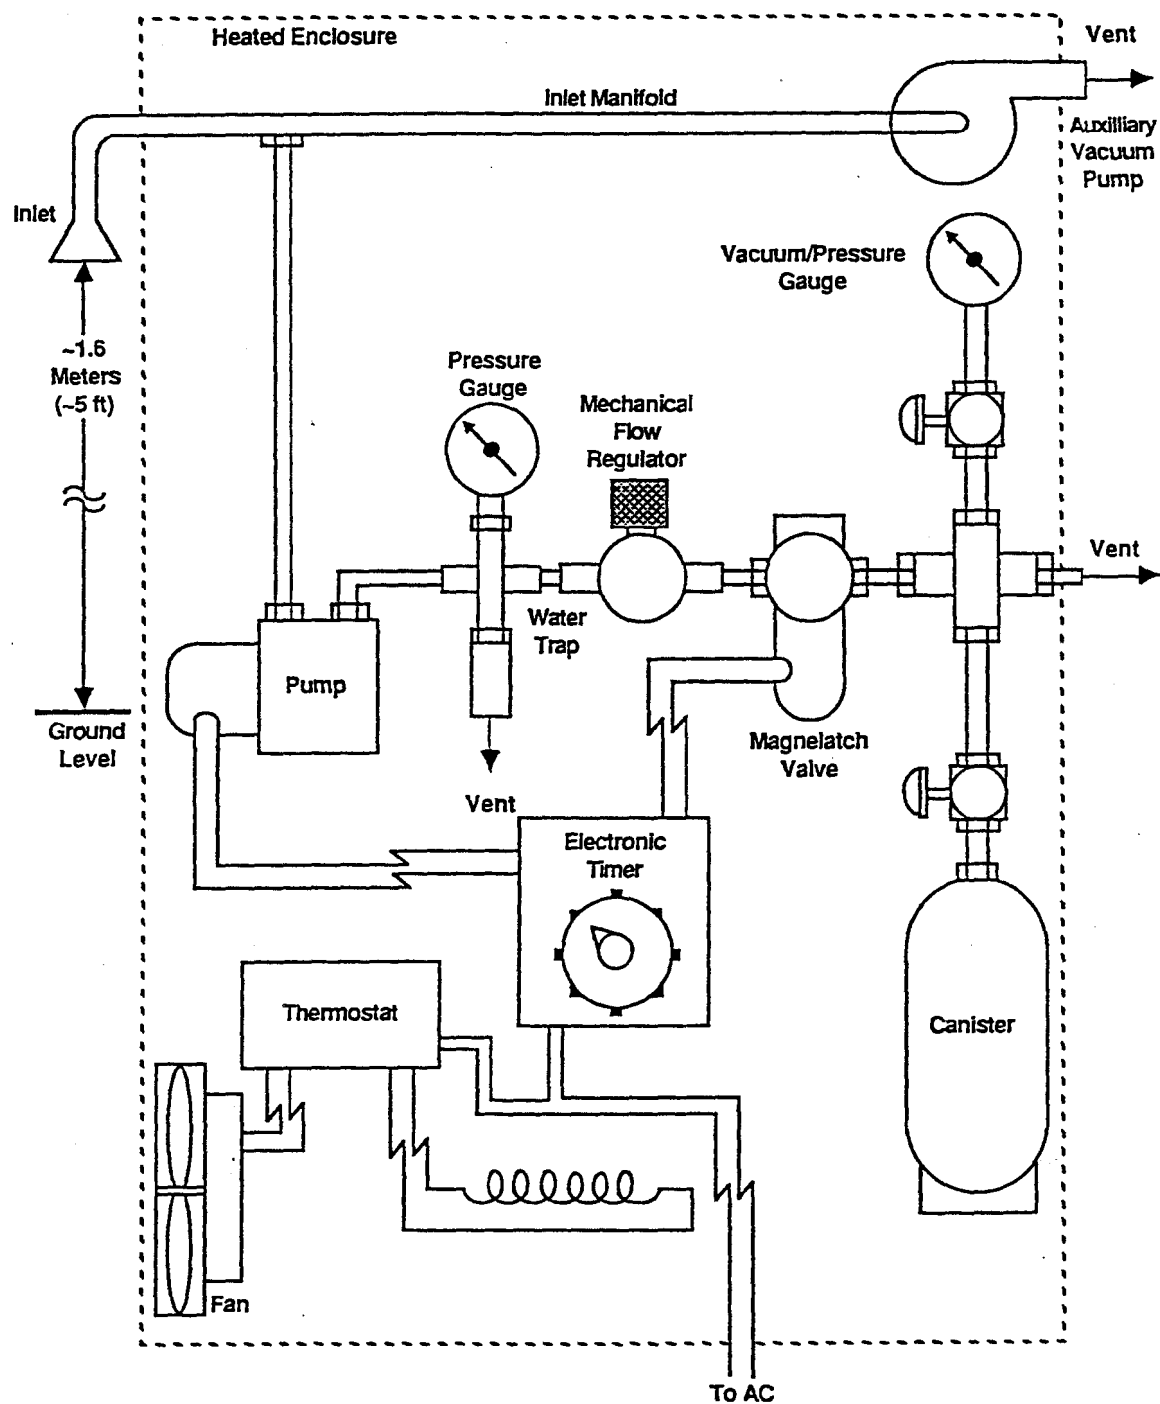 Heated Enclosure
Vent
Inlet Manifold
Auxilliary
Vacuum
Pump
Inlet
Vacuum/Pressure
Gauge
~1.6
Meters
(~5 ft)
Pressure
Gauge
Mechanical
Flow
Regulator
Vent
Water
Trap
Pump
Ground
Level
Magnelatch
Valve
Vent
Electronic
Timer
Thermostat
Canister
Fan
To AC